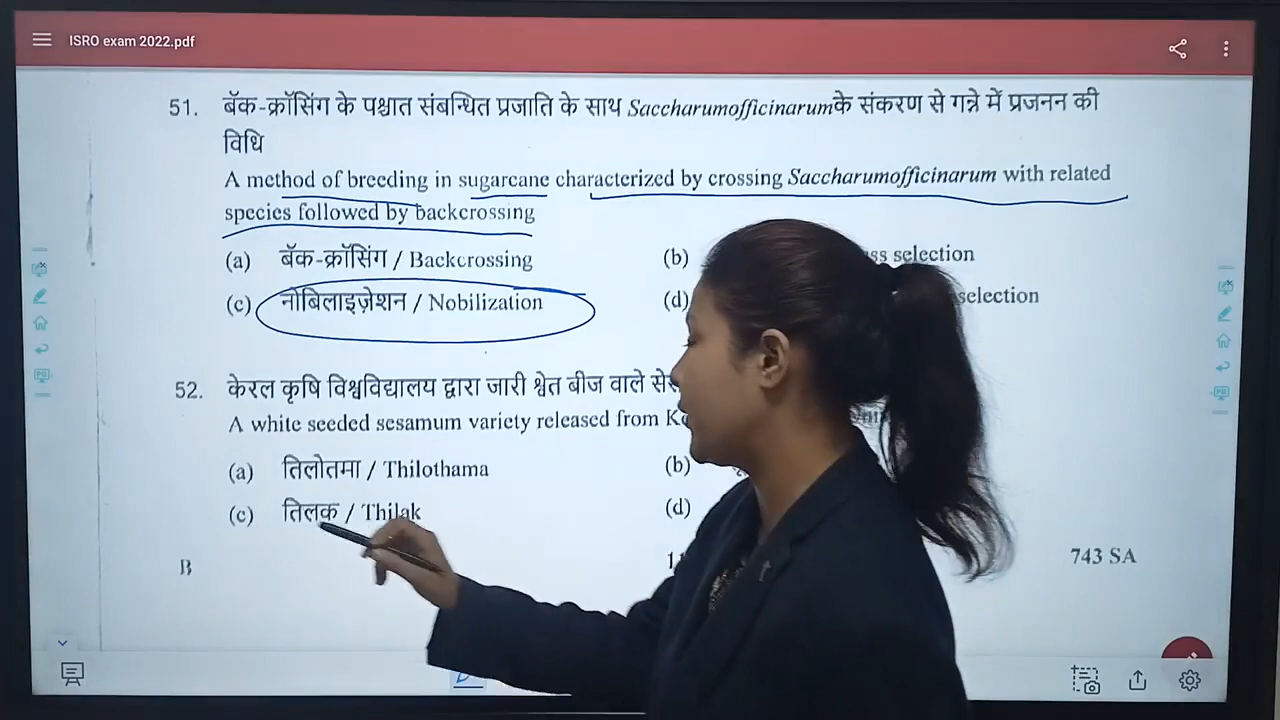 ISRO exam 2022.pdf
51. बॅक-क्रॉसिंग के पश्चात संबन्धित प्रजाति के साथ Saccharumofficinarumके संकरण से गन्ने में प्रजनन की
विधि
A method of breeding in sugarcane characterized by crossing Saccharumofficinarum with related
species followed by backcrossing
(a) बॅक-क्रॉसिंग / Backcrossing (b) selection
(c) नोबिलाइज़ेशन / Nobilization (d) selection
52. केरल कृषि विश्वविद्यालय द्वारा जारी श्वेत बीज वाले
A white seeded sesamum variety released from
(a) तिलोतमा / Thilothama (b)
(c) तिलक / Thilak (d)
B 743 SA